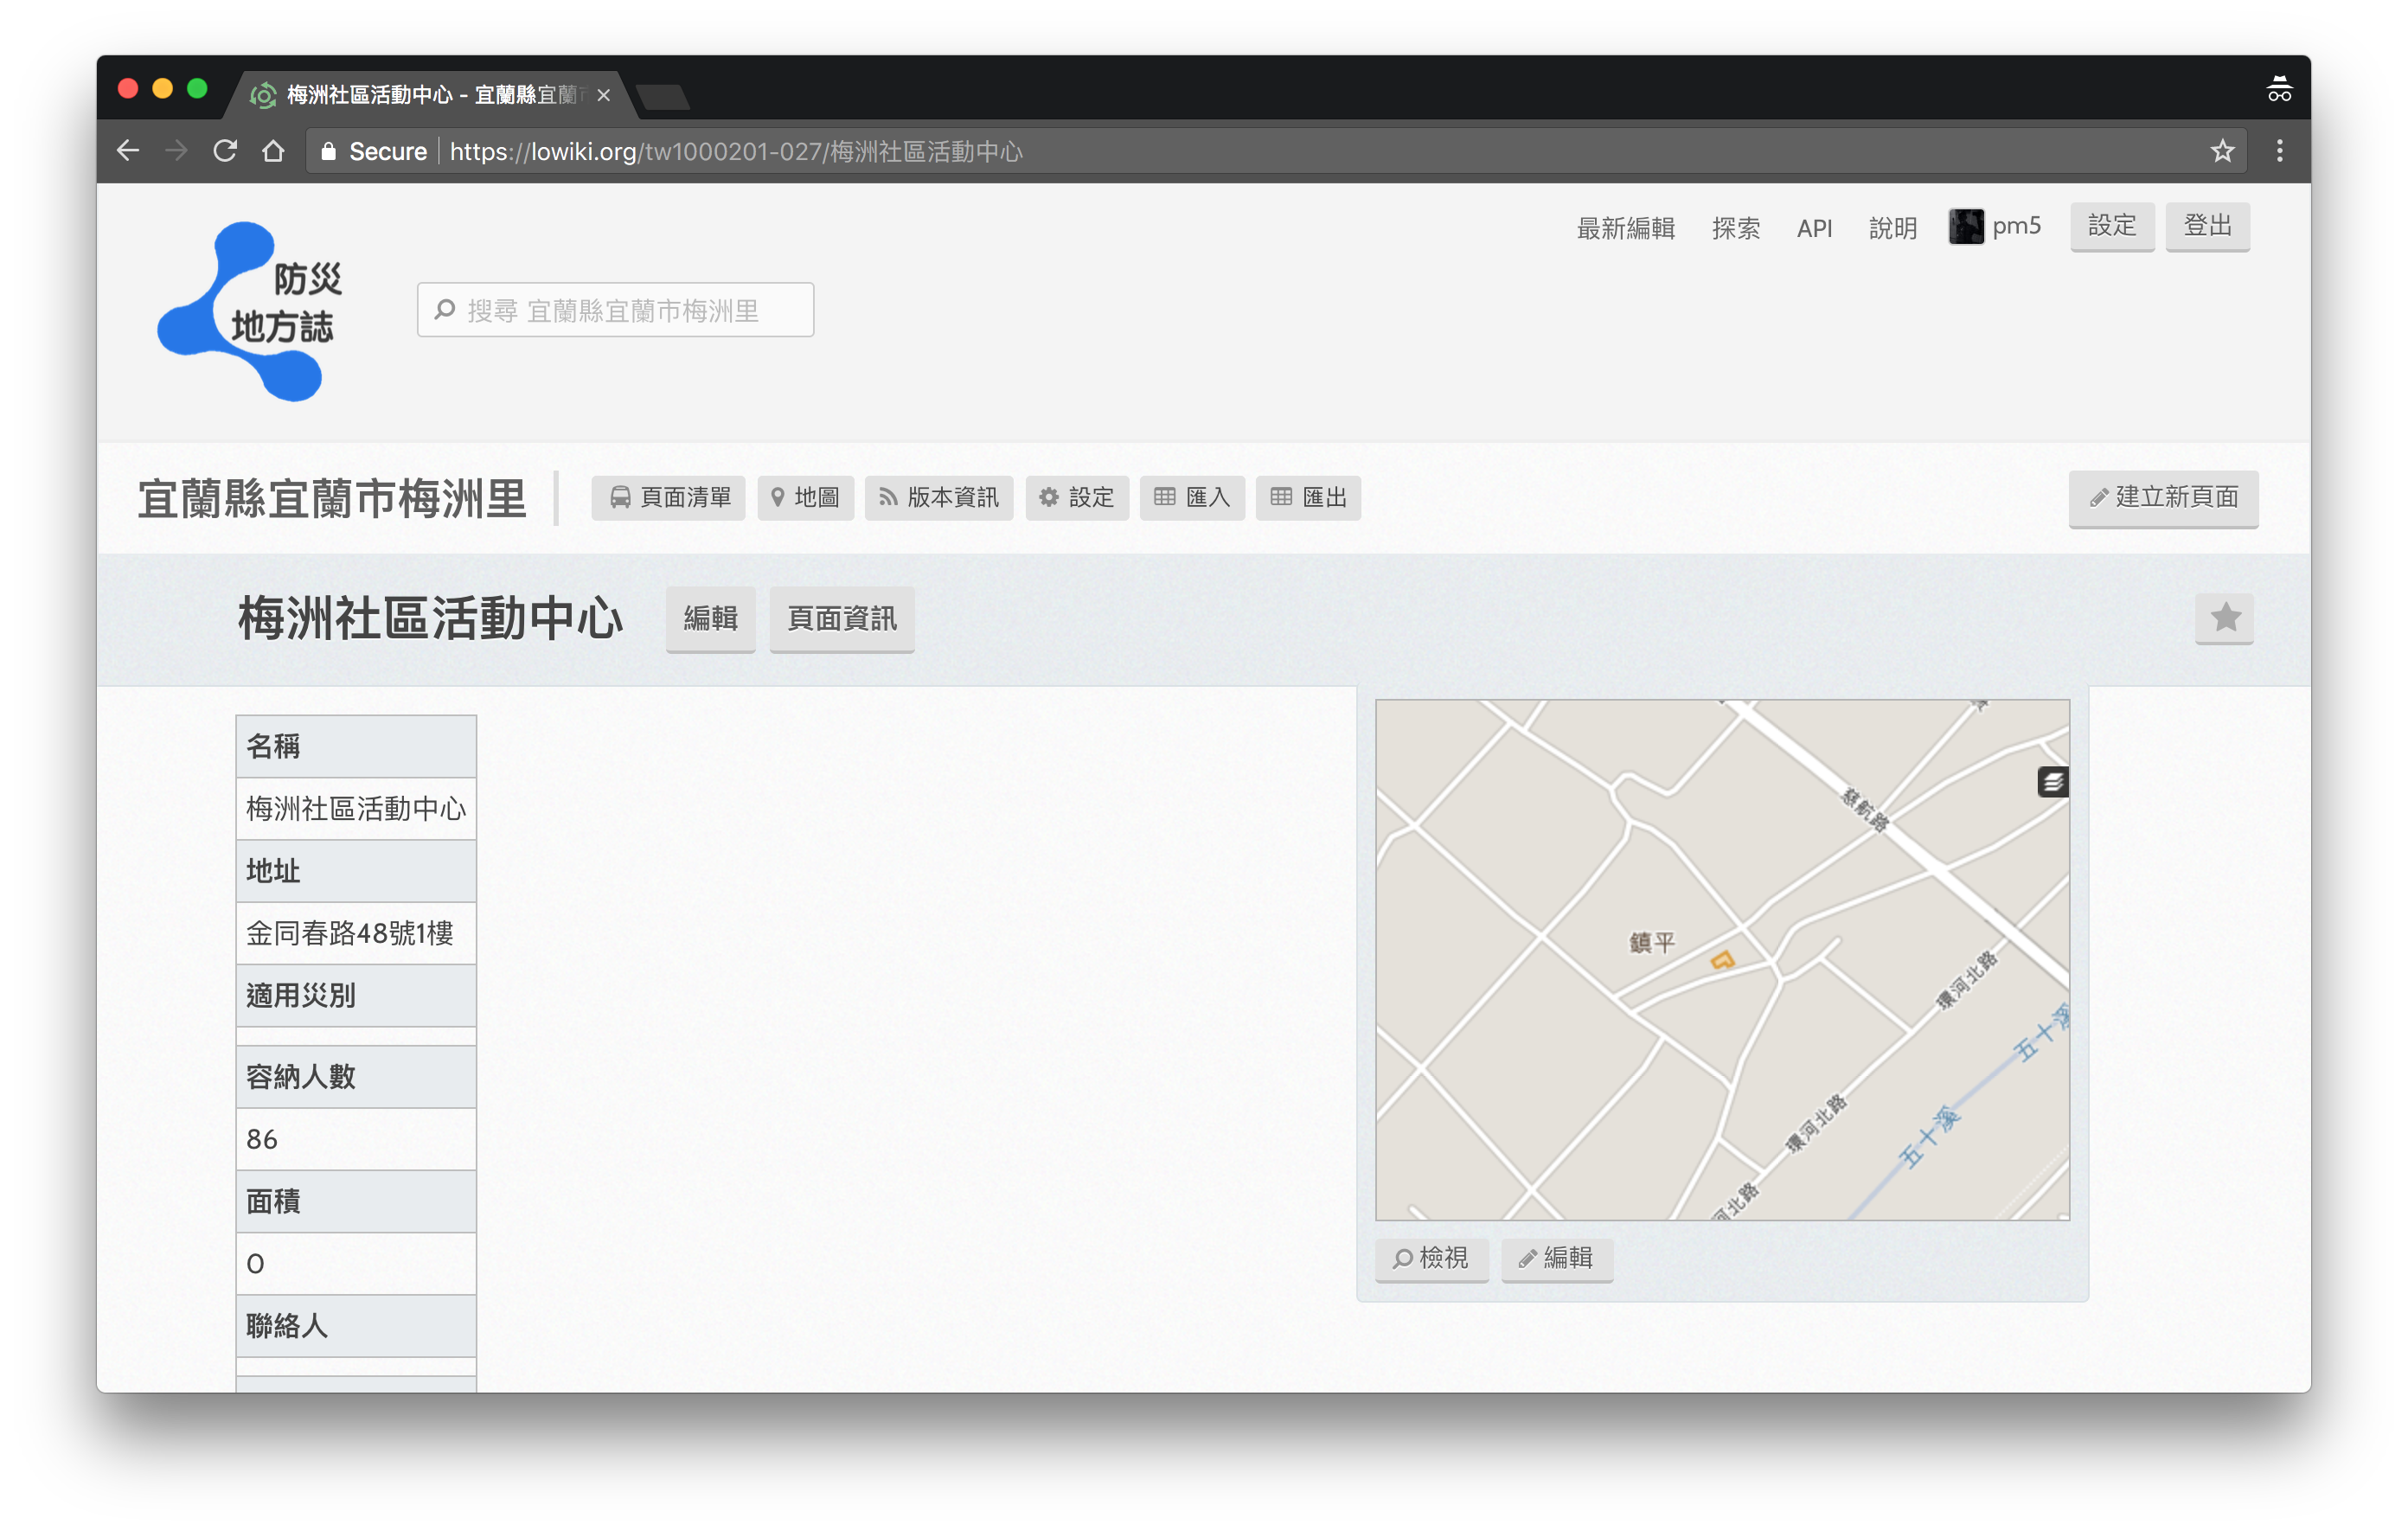 梅洲社區活動中心 - 宜蘭縣宜蘭
Secure https://lowiki.org/tw1000201-027/梅洲社區活動中心
最新編輯 探索 API 說明 pm5 設定 登出
防災
地方誌
搜尋 宜蘭縣宜蘭市梅洲里
宜蘭縣宜蘭市梅洲里 頁面清單 地圖 版本資訊 設定 匯入 匯出 建立新頁面
梅洲社區活動中心 編輯 頁面資訊
名稱
梅洲社區活動中心
地址
金同春路48號1樓
適用災別
容納人數
86
面積
0
聯絡人
慈航路
鎮平
環河北路
五十溪
環河北路
五十溪
河北路
檢視 編輯